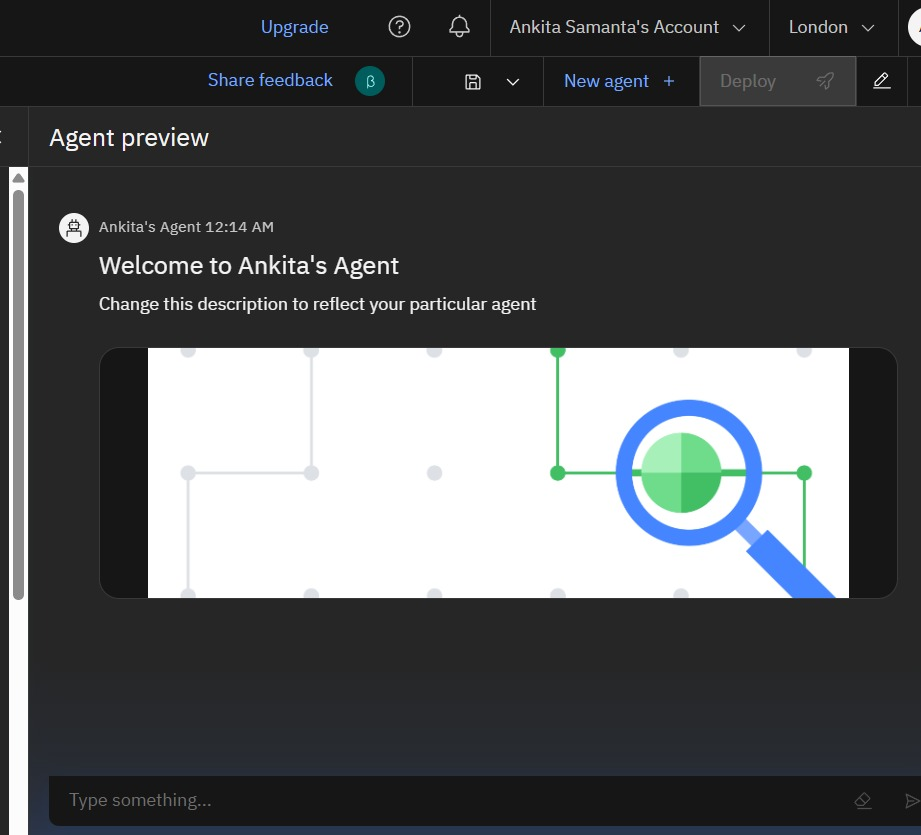 Upgrade
Ankita Samanta's Account
London
Share feedback
β
New agent +
Deploy
Agent preview
Ankita's Agent 12:14 AM
Welcome to Ankita's Agent
Change this description to reflect your particular agent
Type something...